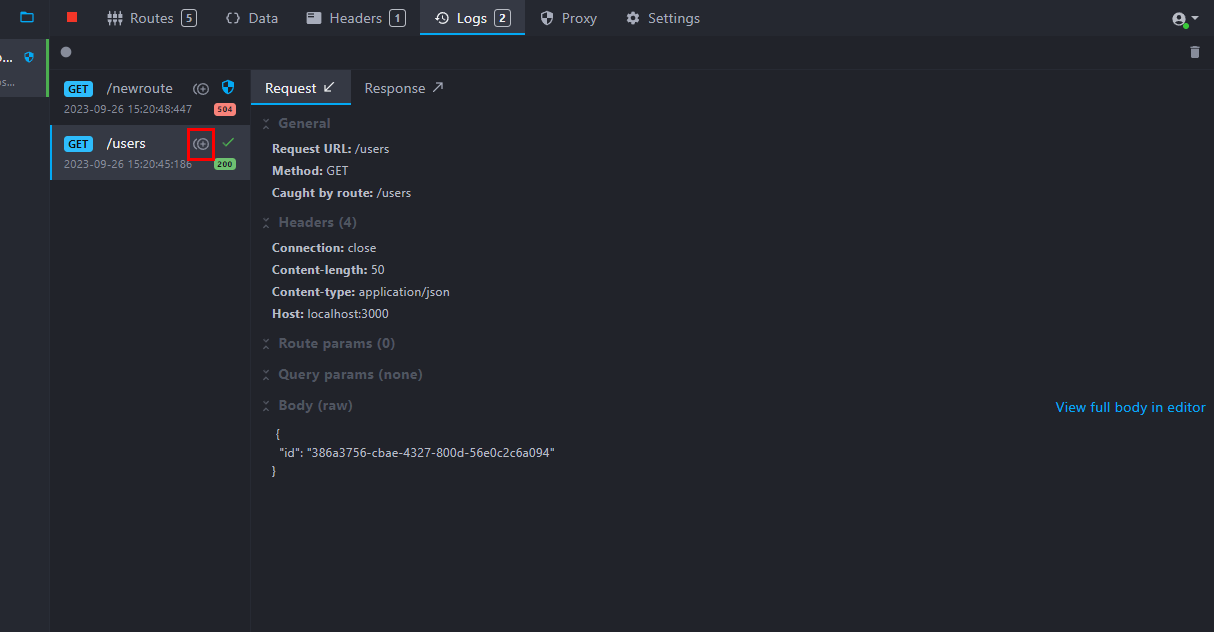 Routes 5 Data Headers 1 Logs 2 Proxy Settings
...
s...
GET /newroute
2023-09-26 15:20:48:447 504
GET /users
2023-09-26 15:20:45:186 200
Request Response
General
Request URL: /users
Method: GET
Caught by route: /users
Headers (4)
Connection: close
Content-length: 50
Content-type: application/json
Host: localhost:3000
Route params (0)
Query params (none)
Body (raw)
View full body in editor
{
"id": "386a3756-cbae-4327-800d-56e0c2c6a094"
}